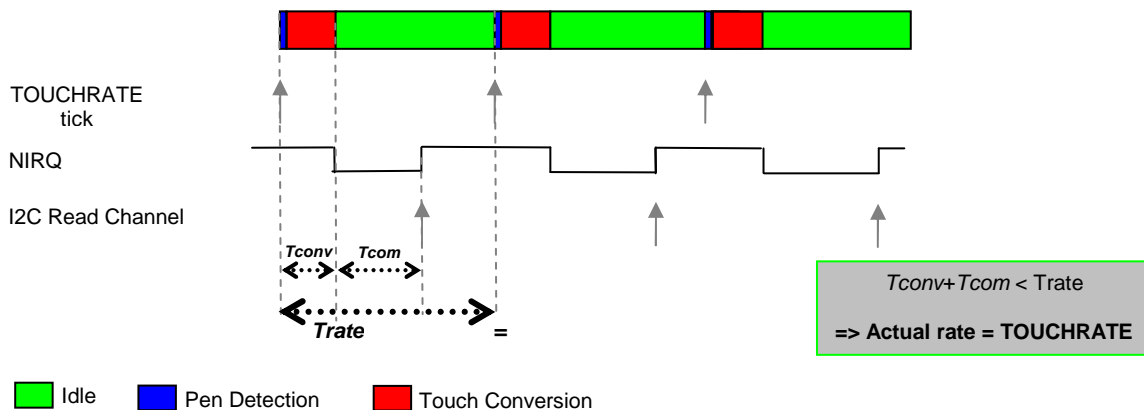 TOUCHRATE
tick
NIRQ
I2C Read Channel
Tconv Tcom
Trate =
Tconv+Tcom < Trate
=> Actual rate = TOUCHRATE
Idle Pen Detection Touch Conversion